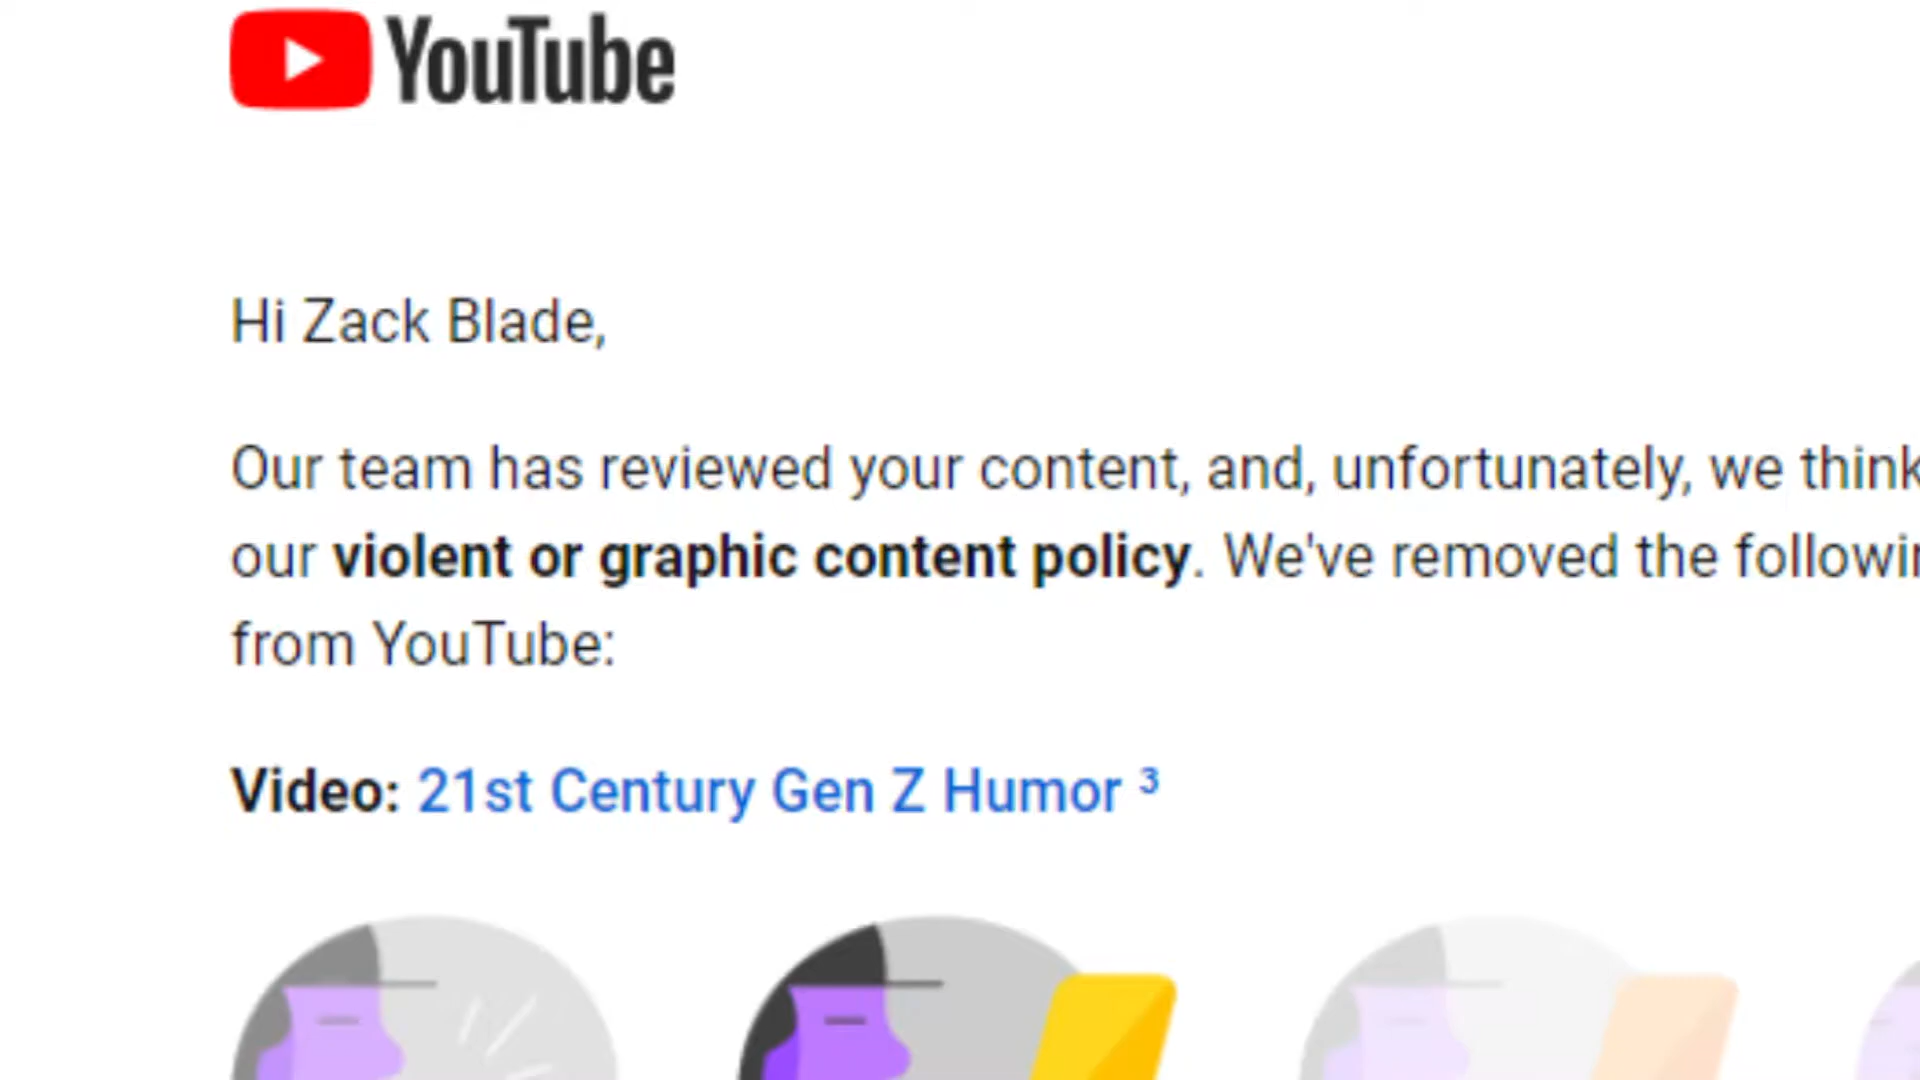 YouTube
Hi Zack Blade,
Our team has reviewed your content, and, unfortunately, we think
our violent or graphic content policy. We've removed the
from YouTube:
Video: 21st Century Gen Z Humor ³